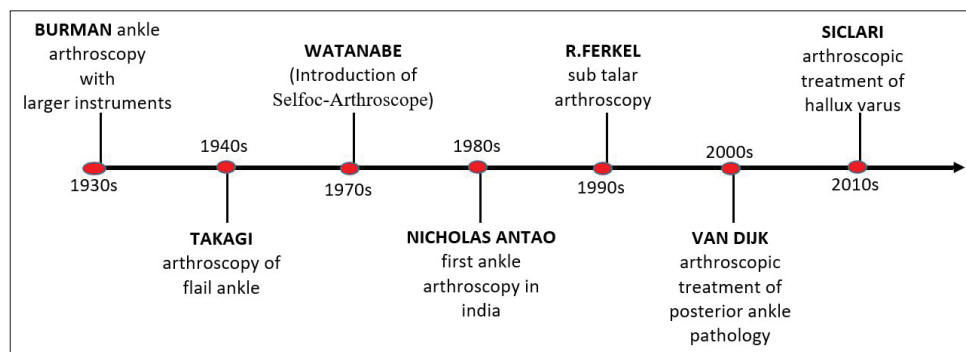 BURMAN ankle
arthroscopy
with
larger instruments
1930s
1940s
TAKAGI
arthroscopy of
flail ankle
WATANABE
(Introduction of
Selfoc-Arthroscope)
1970s
1980s
NICHOLAS ANTAO
first ankle
arthroscopy in
india
R.FERKEL
sub talar
arthroscopy
1990s
2000s
VAN DIJK
arthroscopic
treatment of
posterior ankle
pathology
SICLARI
arthroscopic
treatment of
hallux varus
2010s